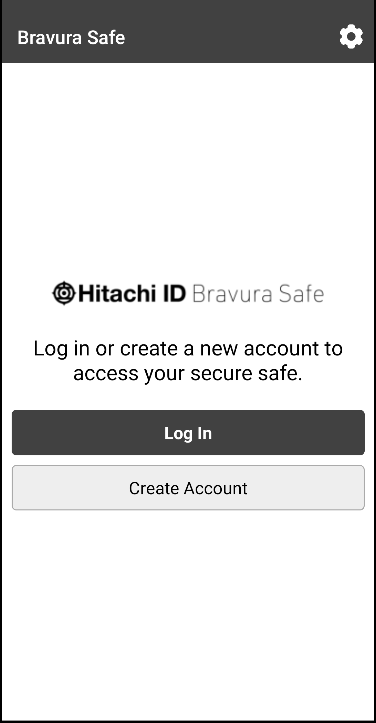 Bravura Safe
Hitachi ID Bravura Safe
Log in or create a new account to
access your secure safe.
Log In
Create Account